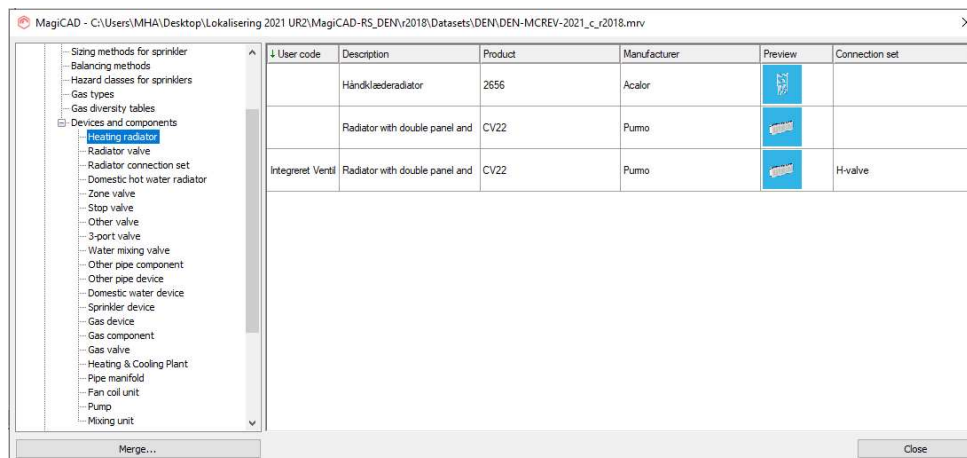 MagiCAD - C:\Users\MHA\Desktop\Lokalisering 2021 UR2\MagiCAD-RS_DEN\r2018\Datasets\DEN\DEN-MCREV-2021_c_r2018.mrv
Sizing methods for sprinkler
Balancing methods
Hazard classes for sprinklers
Gas types
Gas diversity tables
Devices and components
Heating radiator
Radiator valve
Radiator connection set
Domestic hot water radiator
Zone valve
Stop valve
Other valve
3-port valve
Water mixing valve
Other pipe component
Other pipe device
Domestic water device
Sprinkler device
Gas device
Gas component
Gas valve
Heating & Cooling Plant
Pipe manifold
Fan coil unit
Pump
Mixing unit
User code Description Product Manufacturer Preview Connection set
Håndklæderadiator 2656 Acalor
Radiator with double panel and CV22 Purmo
Integreret Ventil Radiator with double panel and CV22 Purmo H-valve
Merge...
Close